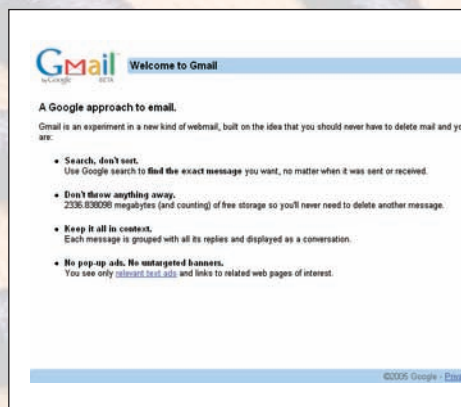 Gmail
by Google BETA
Welcome to Gmail
A Google approach to email.
Gmail is an experiment in a new kind of webmail, built on the idea that you should never have to delete mail and
are:
• Search, don't sort.
Use Google search to find the exact message you want, no matter when it was sent or received.
• Don't throw anything away.
2336.838098 megabytes (and counting) of free storage so you'll never need to delete another message.
• Keep it all in context.
Each message is grouped with all its replies and displayed as a conversation.
• No pop-up ads. No untargeted banners.
You see only relevant text ads and links to related web pages of interest.
©2005 Google -